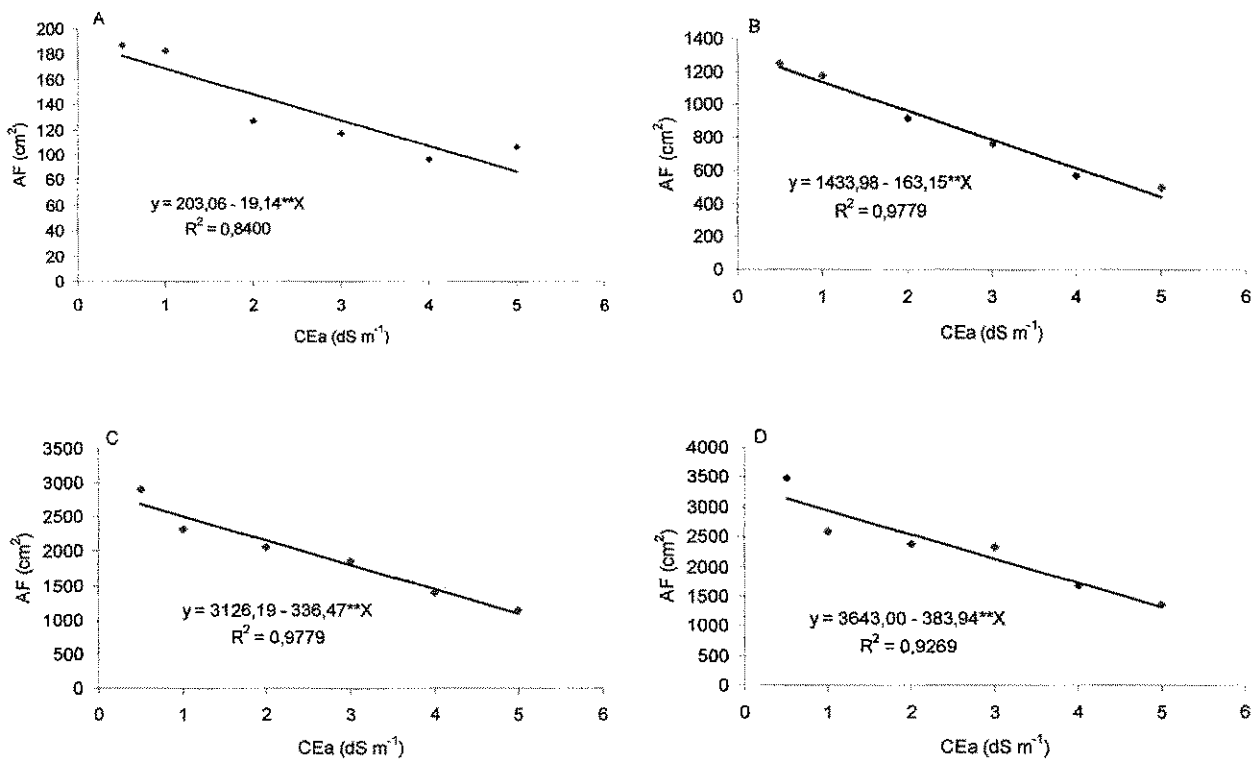 A
200
180
160
140
120
100
80
60
40
20
0
AF (cm²)
y = 203,06 - 19,14**X
R² = 0,8400
0 1 2 3 4 5 6
CEa (dS m⁻¹)
B
1400
1200
1000
800
600
400
200
0
AF (cm²)
y = 1433,98 - 163,15**X
R² = 0,9779
0 1 2 3 4 5 6
CEa (dS m⁻¹)
C
3500
3000
2500
2000
1500
1000
500
0
AF (cm²)
y = 3126,19 - 336,47**X
R² = 0,9779
0 1 2 3 4 5 6
CEa (dS m⁻¹)
D
4000
3500
3000
2500
2000
1500
1000
500
0
AF (cm²)
y = 3643,00 - 383,94**X
R² = 0,9269
0 1 2 3 4 5 6
CEa (dS m⁻¹)